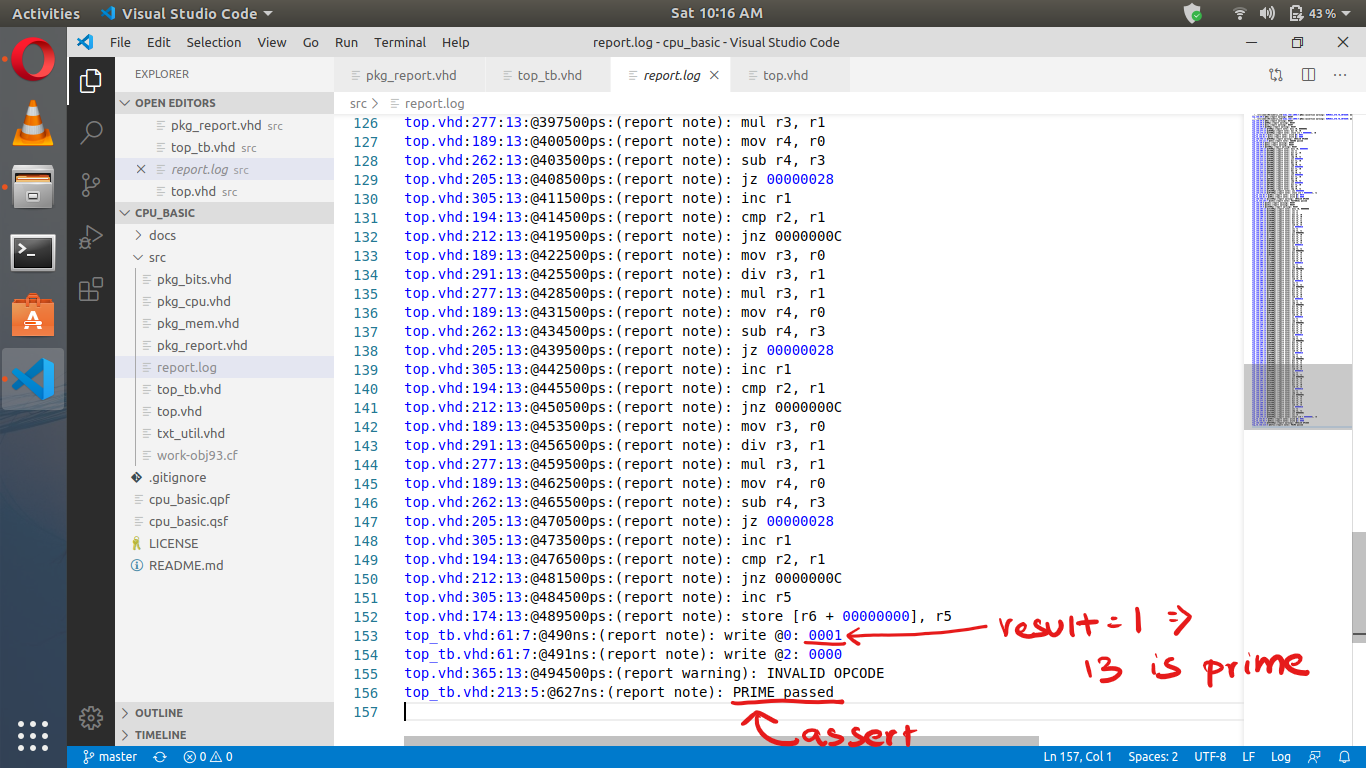 Activities Visual Studio Code Sat 10:16 AM 43 %
File Edit Selection View Go Run Terminal Help report.log - cpu_basic - Visual Studio Code
EXPLORER
OPEN EDITORS
pkg_report.vhd src
top_tb.vhd src
report.log src
top.vhd src
CPU_BASIC
docs
src
pkg_bits.vhd
pkg_cpu.vhd
pkg_mem.vhd
pkg_report.vhd
report.log
top_tb.vhd
top.vhd
txt_util.vhd
work-obj93.cf
.gitignore
cpu_basic.qpf
cpu_basic.qsf
LICENSE
README.md
OUTLINE
TIMELINE
pkg_report.vhd top_tb.vhd report.log top.vhd
src > report.log
126 top.vhd:277:13:@397500ps:(report note): mul r3, r1
127 top.vhd:189:13:@400500ps:(report note): mov r4, r0
128 top.vhd:262:13:@403500ps:(report note): sub r4, r3
129 top.vhd:205:13:@408500ps:(report note): jz 00000028
130 top.vhd:305:13:@411500ps:(report note): inc r1
131 top.vhd:194:13:@414500ps:(report note): cmp r2, r1
132 top.vhd:212:13:@419500ps:(report note): jnz 0000000C
133 top.vhd:189:13:@422500ps:(report note): mov r3, r0
134 top.vhd:291:13:@425500ps:(report note): div r3, r1
135 top.vhd:277:13:@428500ps:(report note): mul r3, r1
136 top.vhd:189:13:@431500ps:(report note): mov r4, r0
137 top.vhd:262:13:@434500ps:(report note): sub r4, r3
138 top.vhd:205:13:@439500ps:(report note): jz 00000028
139 top.vhd:305:13:@442500ps:(report note): inc r1
140 top.vhd:194:13:@445500ps:(report note): cmp r2, r1
141 top.vhd:212:13:@450500ps:(report note): jnz 0000000C
142 top.vhd:189:13:@453500ps:(report note): mov r3, r0
143 top.vhd:291:13:@456500ps:(report note): div r3, r1
144 top.vhd:277:13:@459500ps:(report note): mul r3, r1
145 top.vhd:189:13:@462500ps:(report note): mov r4, r0
146 top.vhd:262:13:@465500ps:(report note): sub r4, r3
147 top.vhd:205:13:@470500ps:(report note): jz 00000028
148 top.vhd:305:13:@473500ps:(report note): inc r1
149 top.vhd:194:13:@476500ps:(report note): cmp r2, r1
150 top.vhd:212:13:@481500ps:(report note): jnz 0000000C
151 top.vhd:305:13:@484500ps:(report note): inc r5
152 top.vhd:174:13:@489500ps:(report note): store [r6 + 00000000], r5
153 top_tb.vhd:61:7:@490ns:(report note): write @0: 0001
154 top_tb.vhd:61:7:@491ns:(report note): write @2: 0000
155 top.vhd:365:13:@494500ps:(report warning): INVALID OPCODE
156 top_tb.vhd:213:5:@627ns:(report note): PRIME passed
157
result = 1 =>
13 is prime
assert
master 0 0 Ln 157, Col 1 Spaces: 2 UTF-8 LF Log